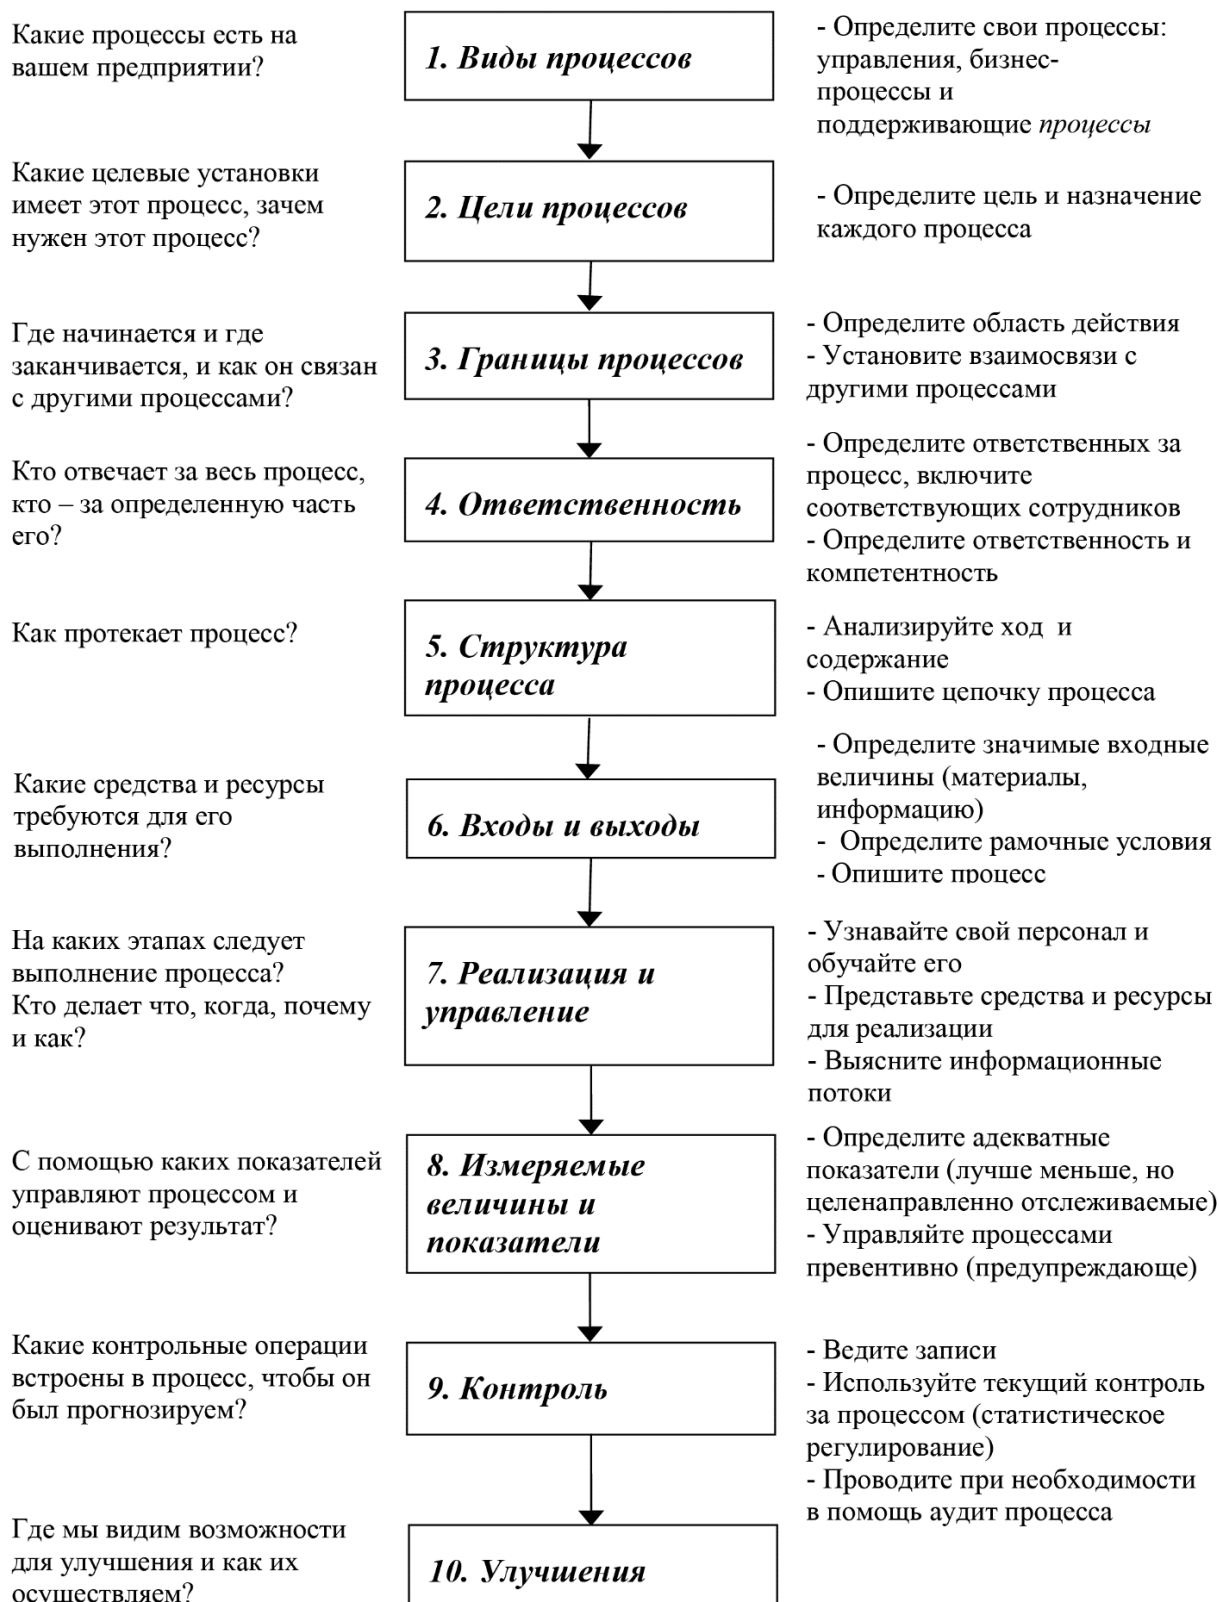 Какие процессы есть на
вашем предприятии?
1. Виды процессов
- Определите свои процессы:
управления, бизнес-
процессы и
поддерживающие процессы
Какие целевые установки
имеет этот процесс, зачем
нужен этот процесс?
2. Цели процессов
- Определите цель и назначение
каждого процесса
Где начинается и где
заканчивается, и как он связан
с другими процессами?
3. Границы процессов
- Определите область действия
- Установите взаимосвязи с
другими процессами
Кто отвечает за весь процесс,
кто – за определенную часть
его?
4. Ответственность
- Определите ответственных за
процесс, включите
соответствующих сотрудников
- Определите ответственность и
компетентность
Как протекает процесс?
5. Структура
процесса
- Анализируйте ход и
содержание
- Опишите цепочку процесса
Какие средства и ресурсы
требуются для его
выполнения?
6. Входы и выходы
- Определите значимые входные
величины (материалы,
информацию)
- Определите рамочные условия
- Опишите процесс
На каких этапах следует
выполнение процесса?
Кто делает что, когда, почему
и как?
7. Реализация и
управление
- Узнавайте свой персонал и
обучайте его
- Представьте средства и ресурсы
для реализации
- Выясните информационные
потоки
С помощью каких показателей
управляют процессом и
оценивают результат?
8. Измеряемые
величины и
показатели
- Определите адекватные
показатели (лучше меньше, но
целенаправленно отслеживаемые)
- Управляйте процессами
превентивно (предупреждающе)
Какие контрольные операции
встроены в процесс, чтобы он
был прогнозируем?
9. Контроль
- Ведите записи
- Используйте текущий контроль
за процессом (статистическое
регулирование)
- Проводите при необходимости
в помощь аудит процесса
Где мы видим возможности
для улучшения и как их
осуществляем?
10. Улучшения